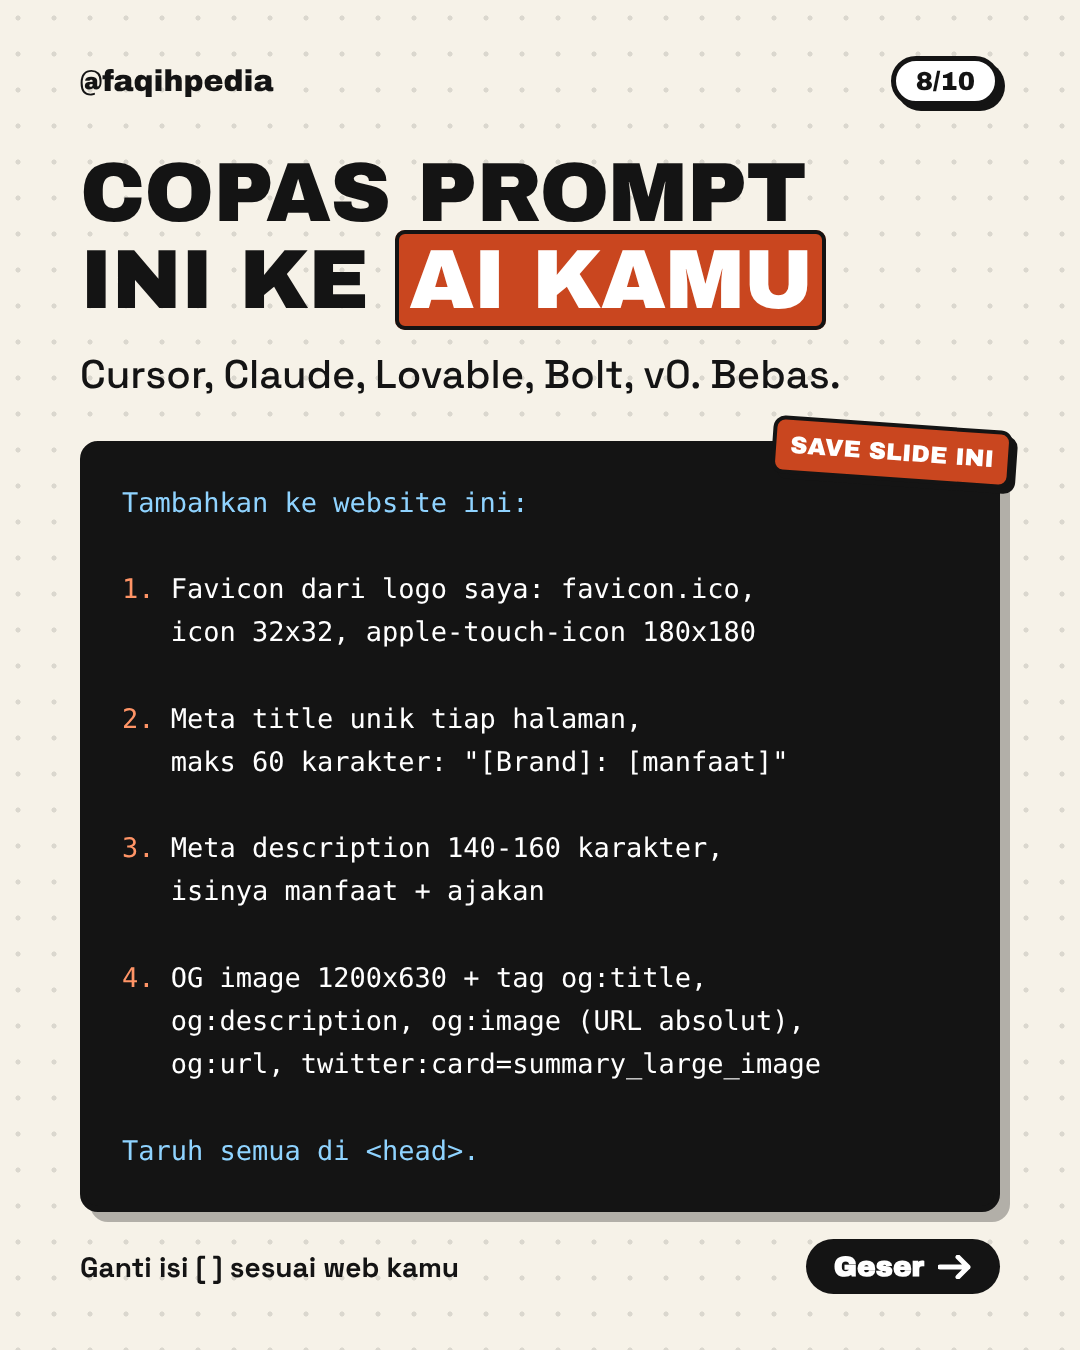 @faqihpedia
8/10
COPAS PROMPT
INI KE AI KAMU
Cursor, Claude, Lovable, Bolt, v0. Bebas.
SAVE SLIDE INI
Tambahkan ke website ini:
1. Favicon dari logo saya: favicon.ico,
icon 32x32, apple-touch-icon 180x180
2. Meta title unik tiap halaman,
maks 60 karakter: "[Brand]: [manfaat]"
3. Meta description 140-160 karakter,
isinya manfaat + ajakan
4. OG image 1200x630 + tag og:title,
og:description, og:image (URL absolut),
og:url, twitter:card=summary_large_image
Taruh semua di <head>.
Ganti isi [ ] sesuai web kamu
Geser →